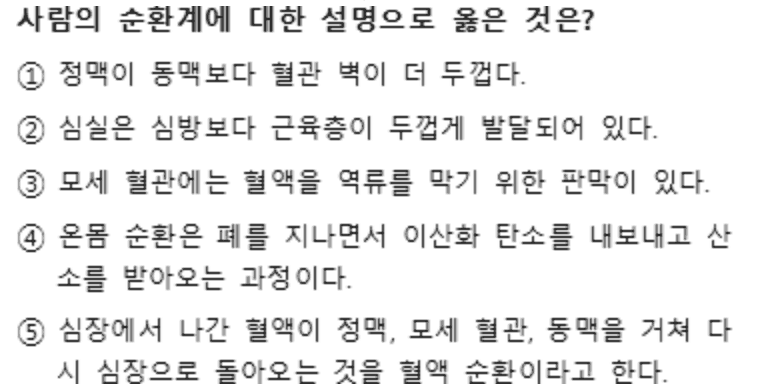 사람의 순환계에 대한 설명으로 옳은 것은?
① 정맥이 동맥보다 혈관 벽이 더 두껍다.
② 심실은 심방보다 근육층이 두껍게 발달되어 있다.
③ 모세 혈관에는 혈액을 역류를 막기 위한 판막이 있다.
④ 온몸 순환은 폐를 지나면서 이산화 탄소를 내보내고 산
소를 받아오는 과정이다.
⑤ 심장에서 나간 혈액이 정맥, 모세 혈관, 동맥을 거쳐 다
시 심장으로 돌아오는 것을 혈액 순환이라고 한다.